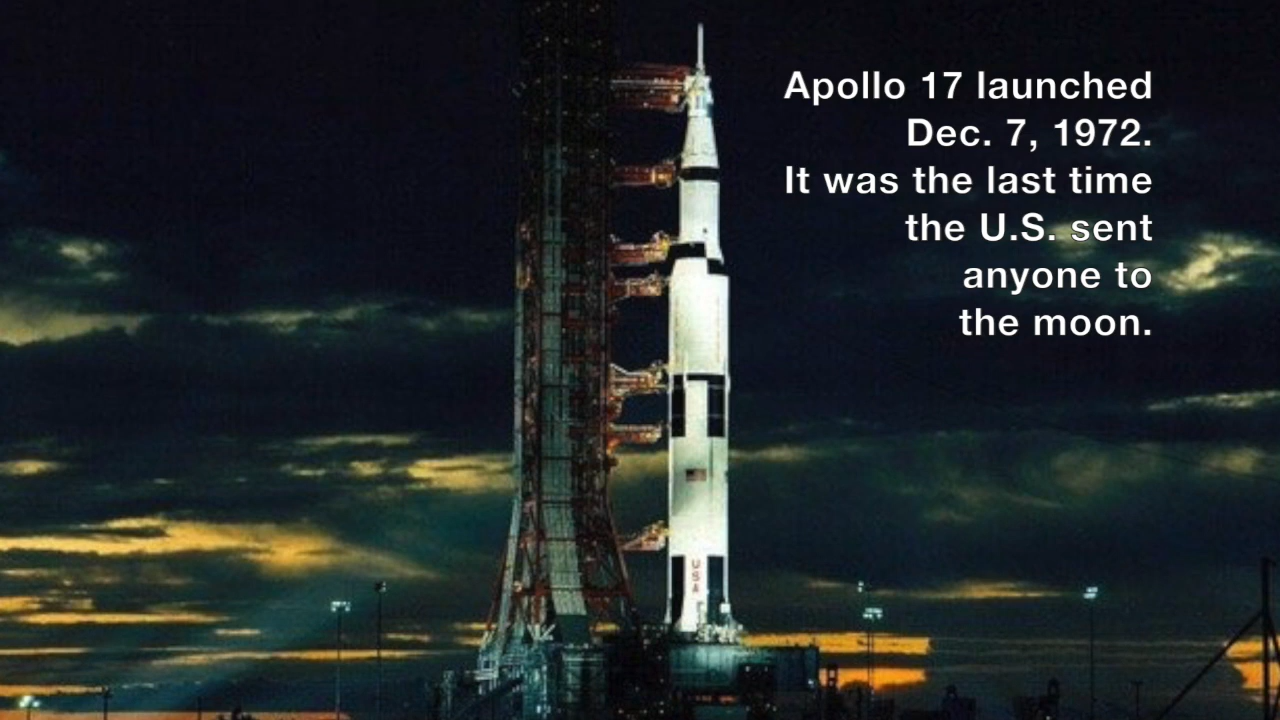 Apollo 17 launched
Dec. 7, 1972.
It was the last time
the U.S. sent
anyone to
the moon.
USA